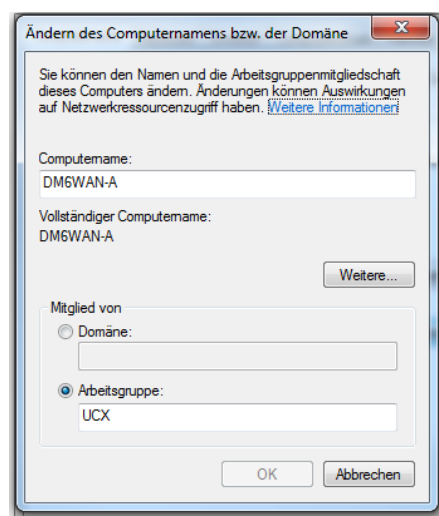 Ändern des Computernamens bzw. der Domäne
Sie können den Namen und die Arbeitsgruppenmitgliedschaft
dieses Computers ändern. Änderungen können Auswirkungen
auf Netzwerkressourcenzugriff haben. Weitere Informationen
Computername:
DM6WAN-A
Vollständiger Computername:
DM6WAN-A
Weitere...
Mitglied von
Domäne:
Arbeitsgruppe:
UCX
OK Abbrechen